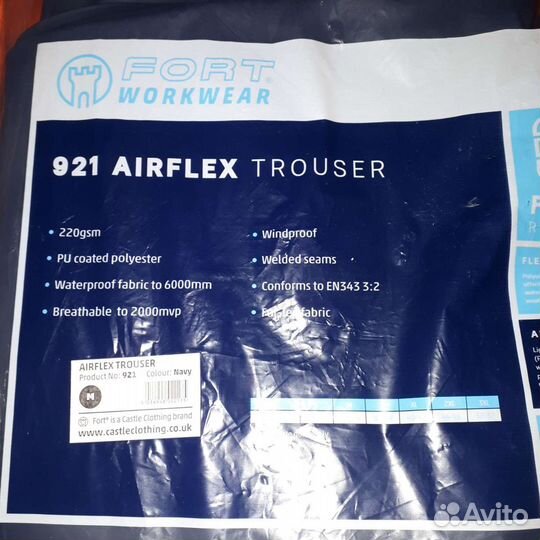 FORT®
WORKWEAR
921 AIRFLEX TROUSER
• 220gsm
• PU coated polyester
• Waterproof fabric to 6000mm
• Breathable to 2000mvp
• Windproof
• Welded seams
• Conforms to EN343 3:2
fabric
AIRFLEX TROUSER
Product No: 921 Colour: Navy
M
Fort® is a Castle Clothing brand
www.castleclothing.co.uk
XL 2XL 3XL
FLE
Avito